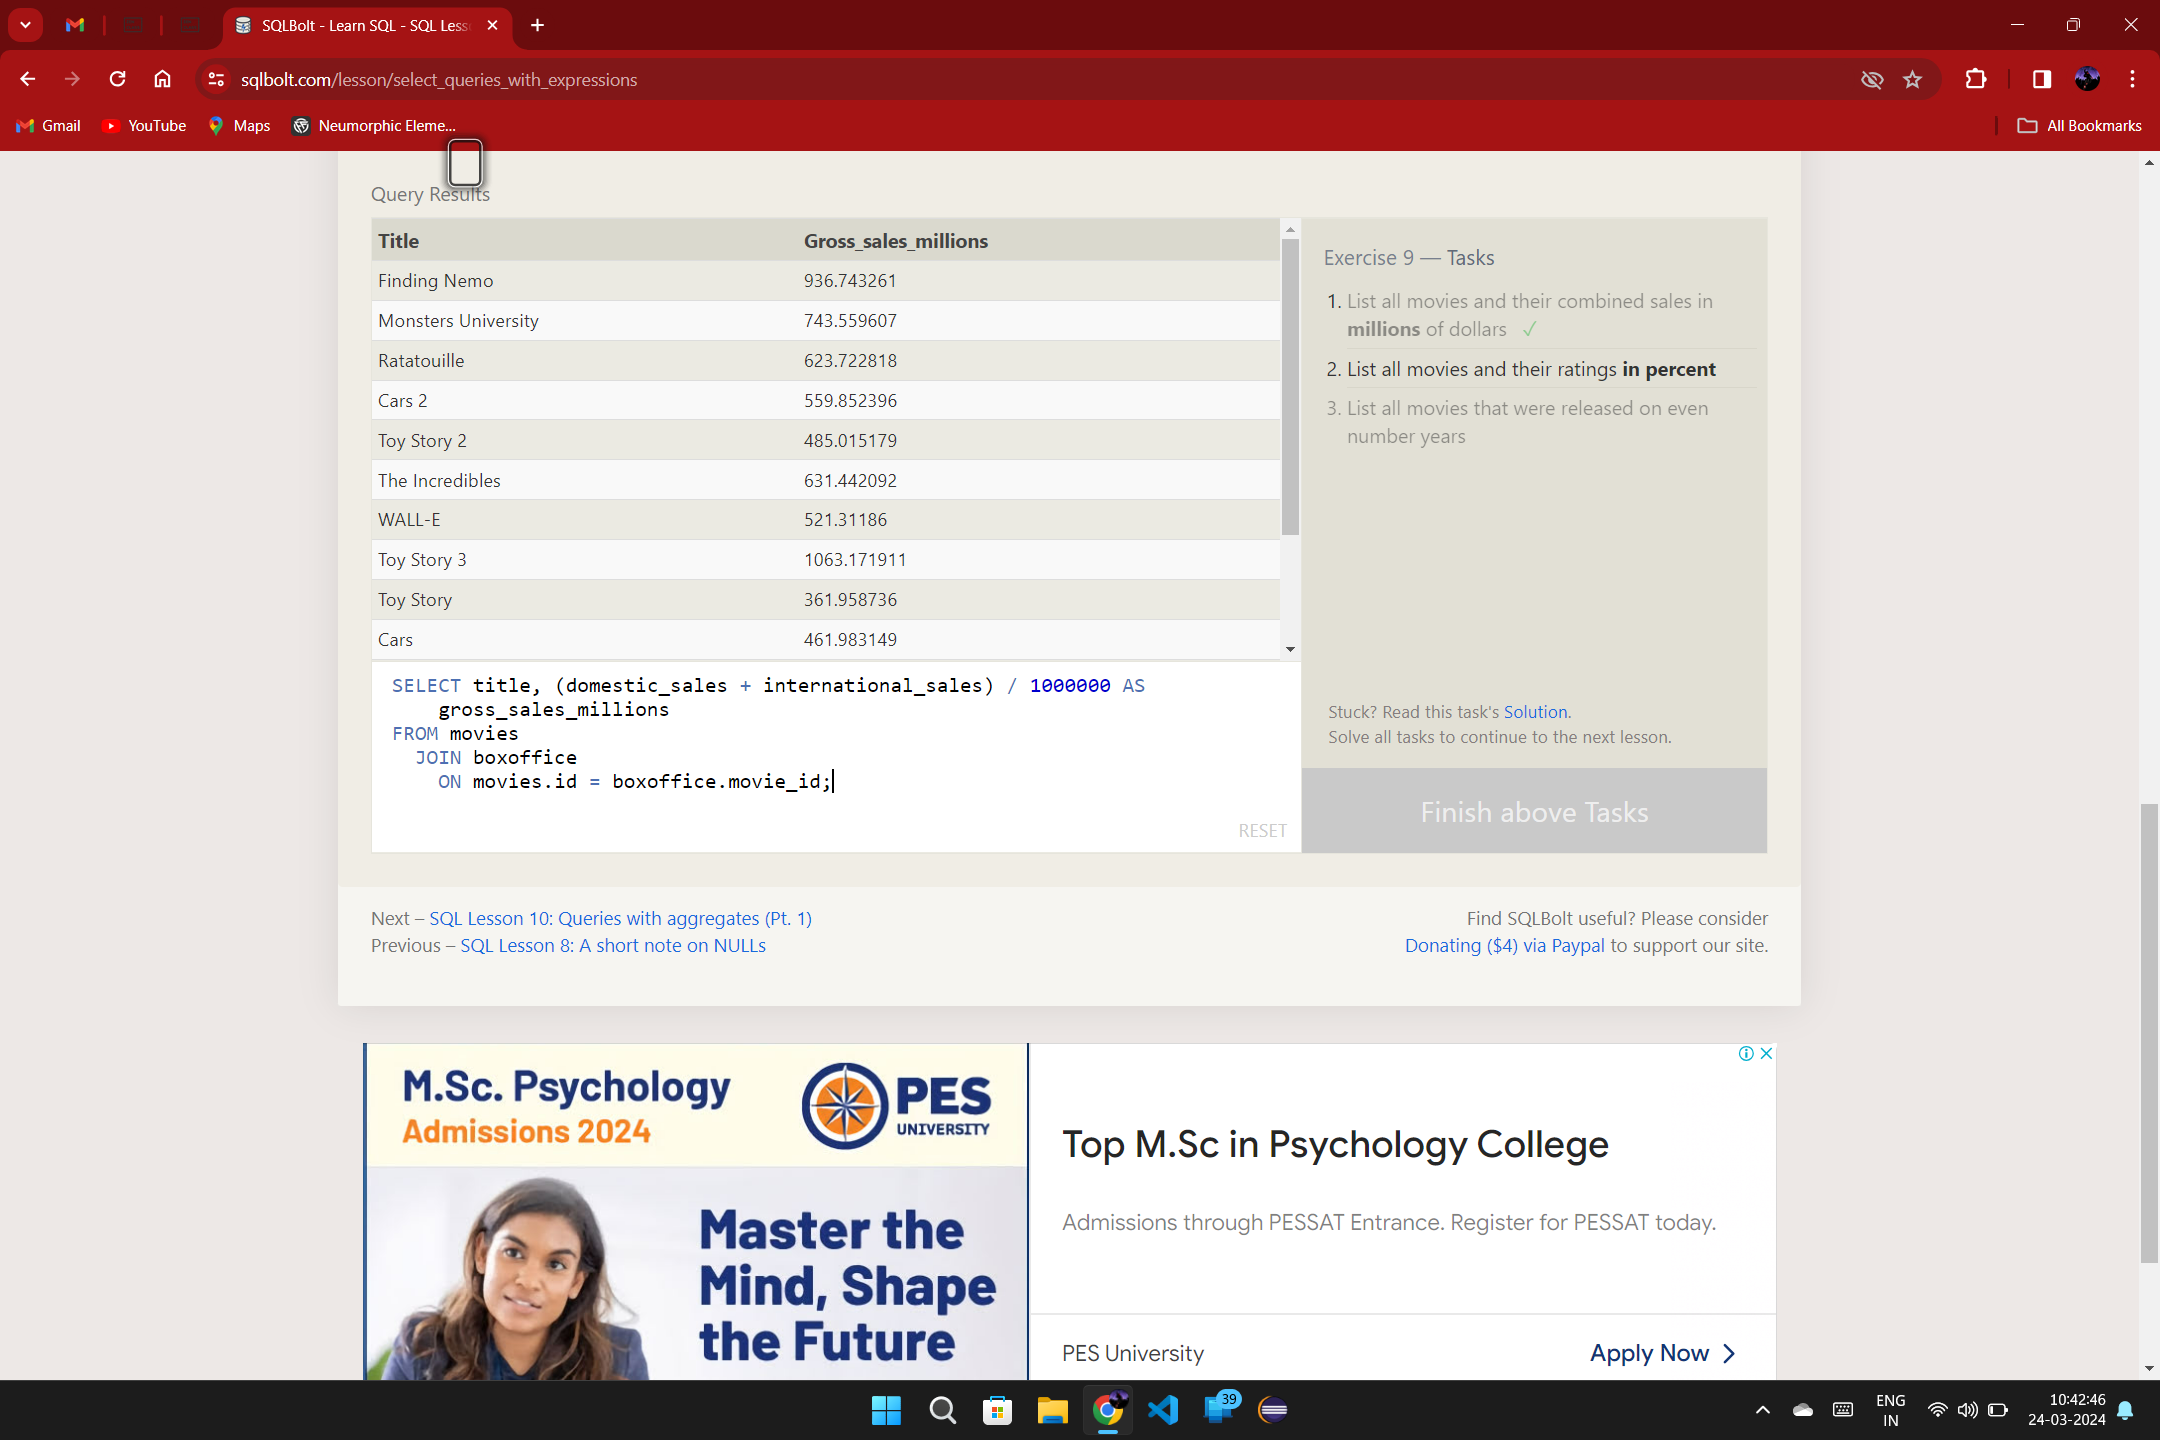 SQLBolt - Learn SQL - SQL Less
sqlbolt.com/lesson/select_queries_with_expressions
Gmail
YouTube
Maps
Neumorphic Eleme...
All Bookmarks
Query Results
Title Gross_sales_millions
Finding Nemo 936.743261
Monsters University 743.559607
Ratatouille 623.722818
Cars 2 559.852396
Toy Story 2 485.015179
The Incredibles 631.442092
WALL-E 521.31186
Toy Story 3 1063.171911
Toy Story 361.958736
Cars 461.983149
SELECT title, (domestic_sales + international_sales) / 1000000 AS
gross_sales_millions
FROM movies
JOIN boxoffice
ON movies.id = boxoffice.movie_id;
RESET
Exercise 9 — Tasks
1. List all movies and their combined sales in
millions of dollars ✓
2. List all movies and their ratings in percent
3. List all movies that were released on even
number years
Stuck? Read this task's Solution.
Solve all tasks to continue to the next lesson.
Finish above Tasks
Next – SQL Lesson 10: Queries with aggregates (Pt. 1)
Previous – SQL Lesson 8: A short note on NULLs
Find SQLBolt useful? Please consider
Donating ($4) via Paypal to support our site.
M.Sc. Psychology
Admissions 2024
PES
UNIVERSITY
Master the
Mind, Shape
the Future
Top M.Sc in Psychology College
Admissions through PESSAT Entrance. Register for PESSAT today.
PES University
Apply Now
39
ENG
IN
10:42:46
24-03-2024